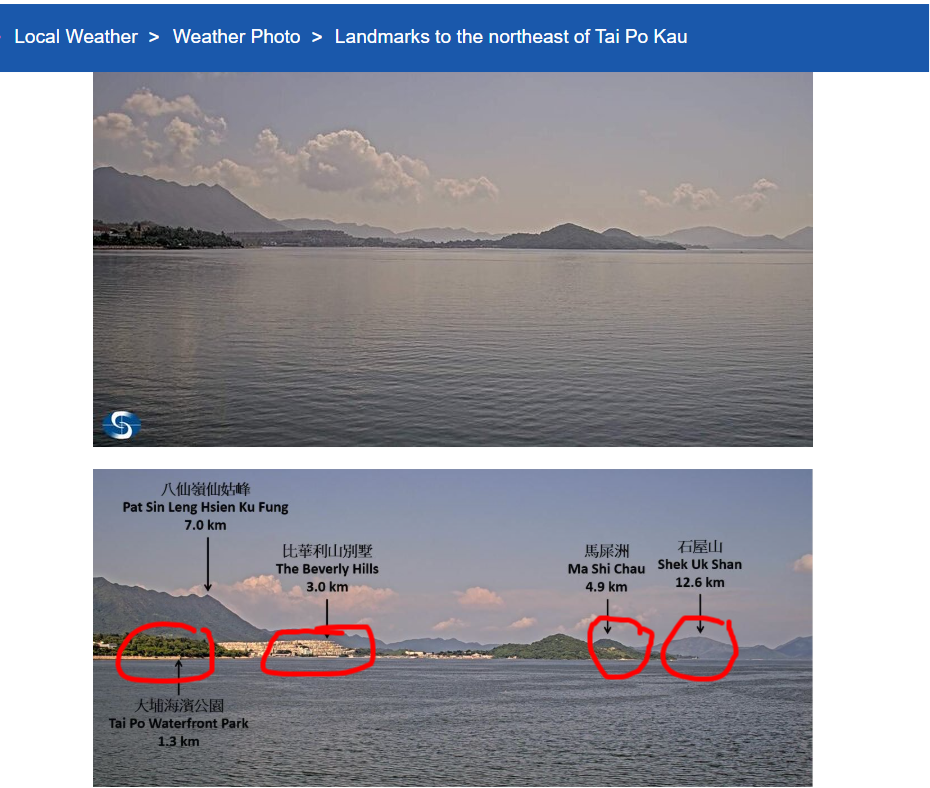 Local Weather > Weather Photo > Landmarks to the northeast of Tai Po Kau
八仙嶺仙姑峰
Pat Sin Leng Hsien Ku Fung
7.0 km
比華利山別墅
The Beverly Hills
3.0 km
馬屎洲
Ma Shi Chau
4.9 km
石屋山
Shek Uk Shan
12.6 km
大埔海濱公園
Tai Po Waterfront Park
1.3 km